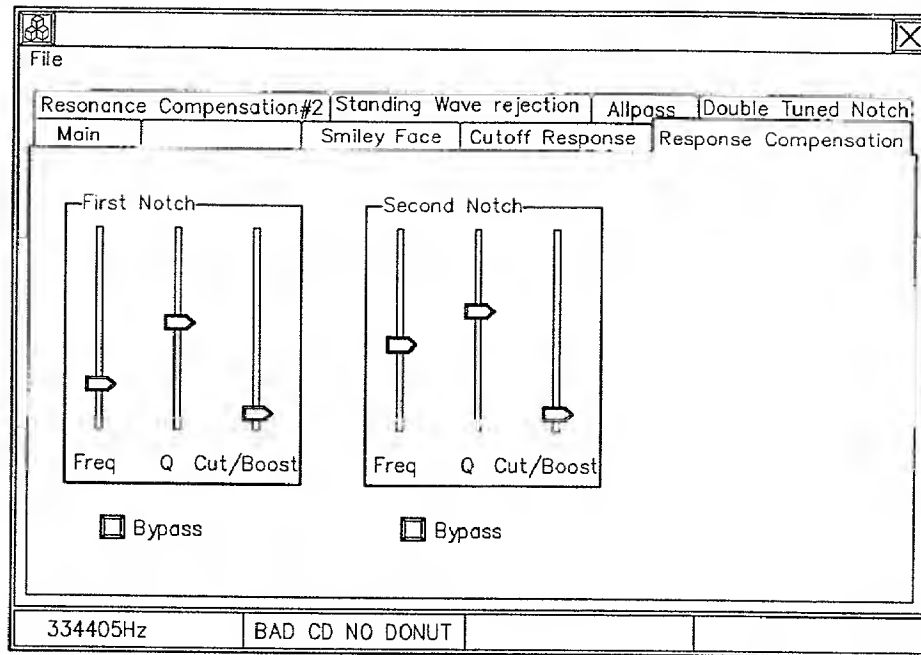 File
Resonance Compensation#2 Standing Wave rejection Allpass Double Tuned Notch
Main Smiley Face Cutoff Response Response Compensation
First Notch Second Notch
Freq Q Cut/Boost Freq Q Cut/Boost
Bypass Bypass
334405Hz BAD CD NO DONUT